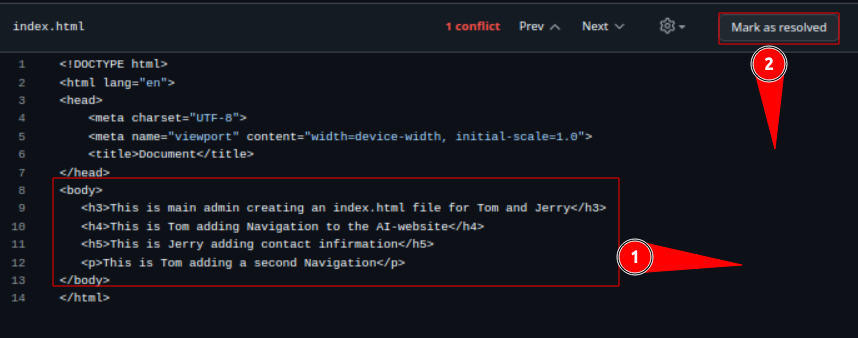 index.html 1 conflict Prev Next Mark as resolved
2
1 <!DOCTYPE html>
2 <html lang="en">
3 <head>
4 <meta charset="UTF-8">
5 <meta name="viewport" content="width=device-width, initial-scale=1.0">
6 <title>Document</title>
7 </head>
8 <body>
9 <h3>This is main admin creating an index.html file for Tom and Jerry</h3>
10 <h4>This is Tom adding Navigation to the AI-website</h4>
11 <h5>This is Jerry adding contact infirmation</h5>
1
12 <p>This is Tom adding a second Navigation</p>
13 </body>
14 </html>